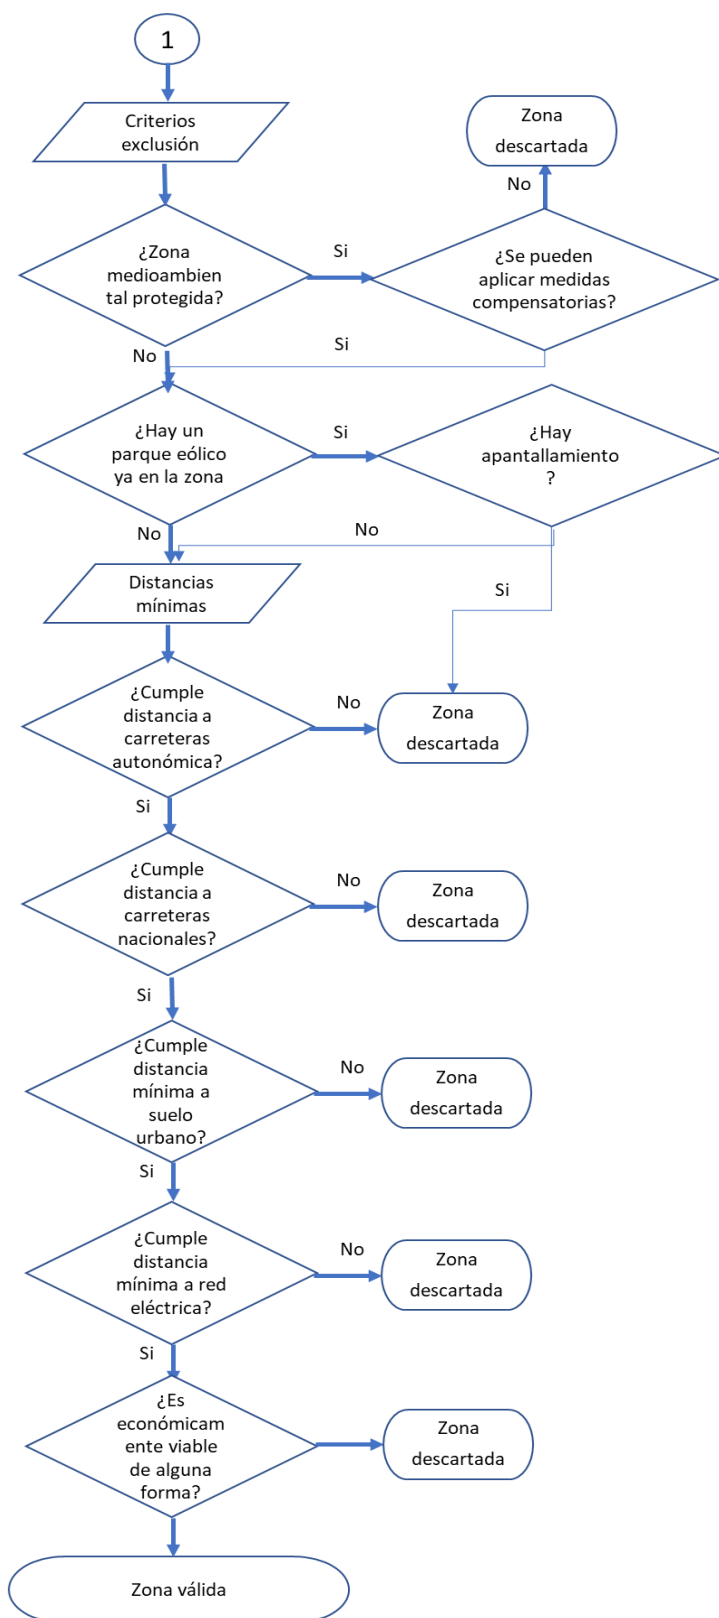 1
Criterios
exclusión
Zona
descartada
No
¿Zona
medioambien
tal protegida?
Si
¿Se pueden
aplicar medidas
compensatorias?
No
Si
¿Hay un
parque eólico
ya en la zona
Si
¿Hay
apantallamiento
?
No
No
Distancias
mínimas
Si
¿Cumple
distancia a
carreteras
autonómica?
No
Zona
descartada
Si
¿Cumple
distancia a
carreteras
nacionales?
No
Zona
descartada
Si
¿Cumple
distancia
mínima a
suelo
urbano?
No
Zona
descartada
Si
¿Cumple
distancia
mínima a red
eléctrica?
No
Zona
descartada
Si
¿Es
económicam
ente viable
de alguna
forma?
Zona
descartada
Zona válida